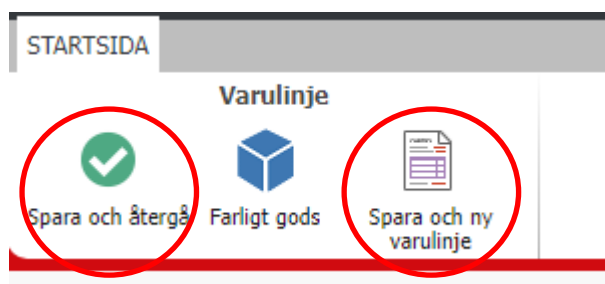 STARTSIDA
Varulinje
Spara och återgå
Farligt gods
Spara och ny
varulinje